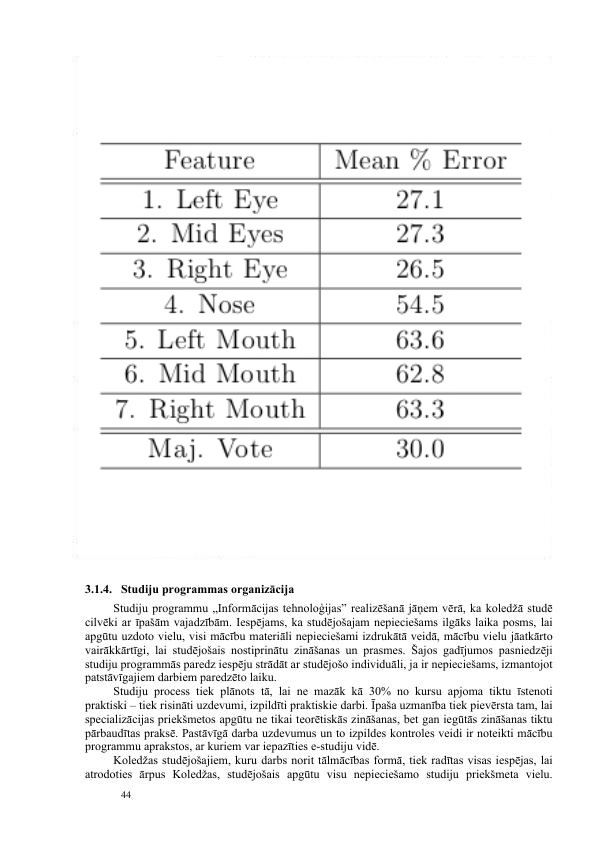 Feature Mean % Error
1. Left Eye 27.1
2. Mid Eyes 27.3
3. Right Eye 26.5
4. Nose 54.5
5. Left Mouth 63.6
6. Mid Mouth 62.8
7. Right Mouth 63.3
Maj. Vote 30.0
3.1.4. Studiju programmas organizācija
Studiju programmu „Informācijas tehnoloģijas” realizēšanā jāņem vērā, ka koledžā studē
cilvēki ar īpašām vajadzībām. Iespējams, ka studējošajam nepieciešams ilgāks laika posms, lai
apgūtu uzdoto vielu, visi mācību materiāli nepieciešami izdrukātā veidā, mācību vielu jāatkārto
vairākkārtīgi, lai studējošais nostiprinātu zināšanas un prasmes. Šajos gadījumos pasniedzēji
studiju programmās paredz iespēju strādāt ar studējošo individuāli, ja ir nepieciešams, izmantojot
patstāvīgajiem darbiem paredzēto laiku.
Studiju process tiek plānots tā, lai ne mazāk kā 30% no kursu apjoma tiktu īstenoti
praktiski – tiek risināti uzdevumi, izpildīti praktiskie darbi. Īpaša uzmanība tiek pievērsta tam, lai
specializācijas priekšmetos apgūtu ne tikai teorētiskās zināšanas, bet gan iegūtās zināšanas tiktu
pārbaudītas praksē. Pastāvīgā darba uzdevumus un to izpildes kontroles veidi ir noteikti mācību
programmu aprakstos, ar kuriem var iepazīties e-studiju vidē.
Koledžas studējošajiem, kuru darbs norit tālmācības formā, tiek radītas visas iespējas, lai
atrodoties ārpus Koledžas, studējošais apgūtu visu nepieciešamo studiju priekšmeta vielu.
44